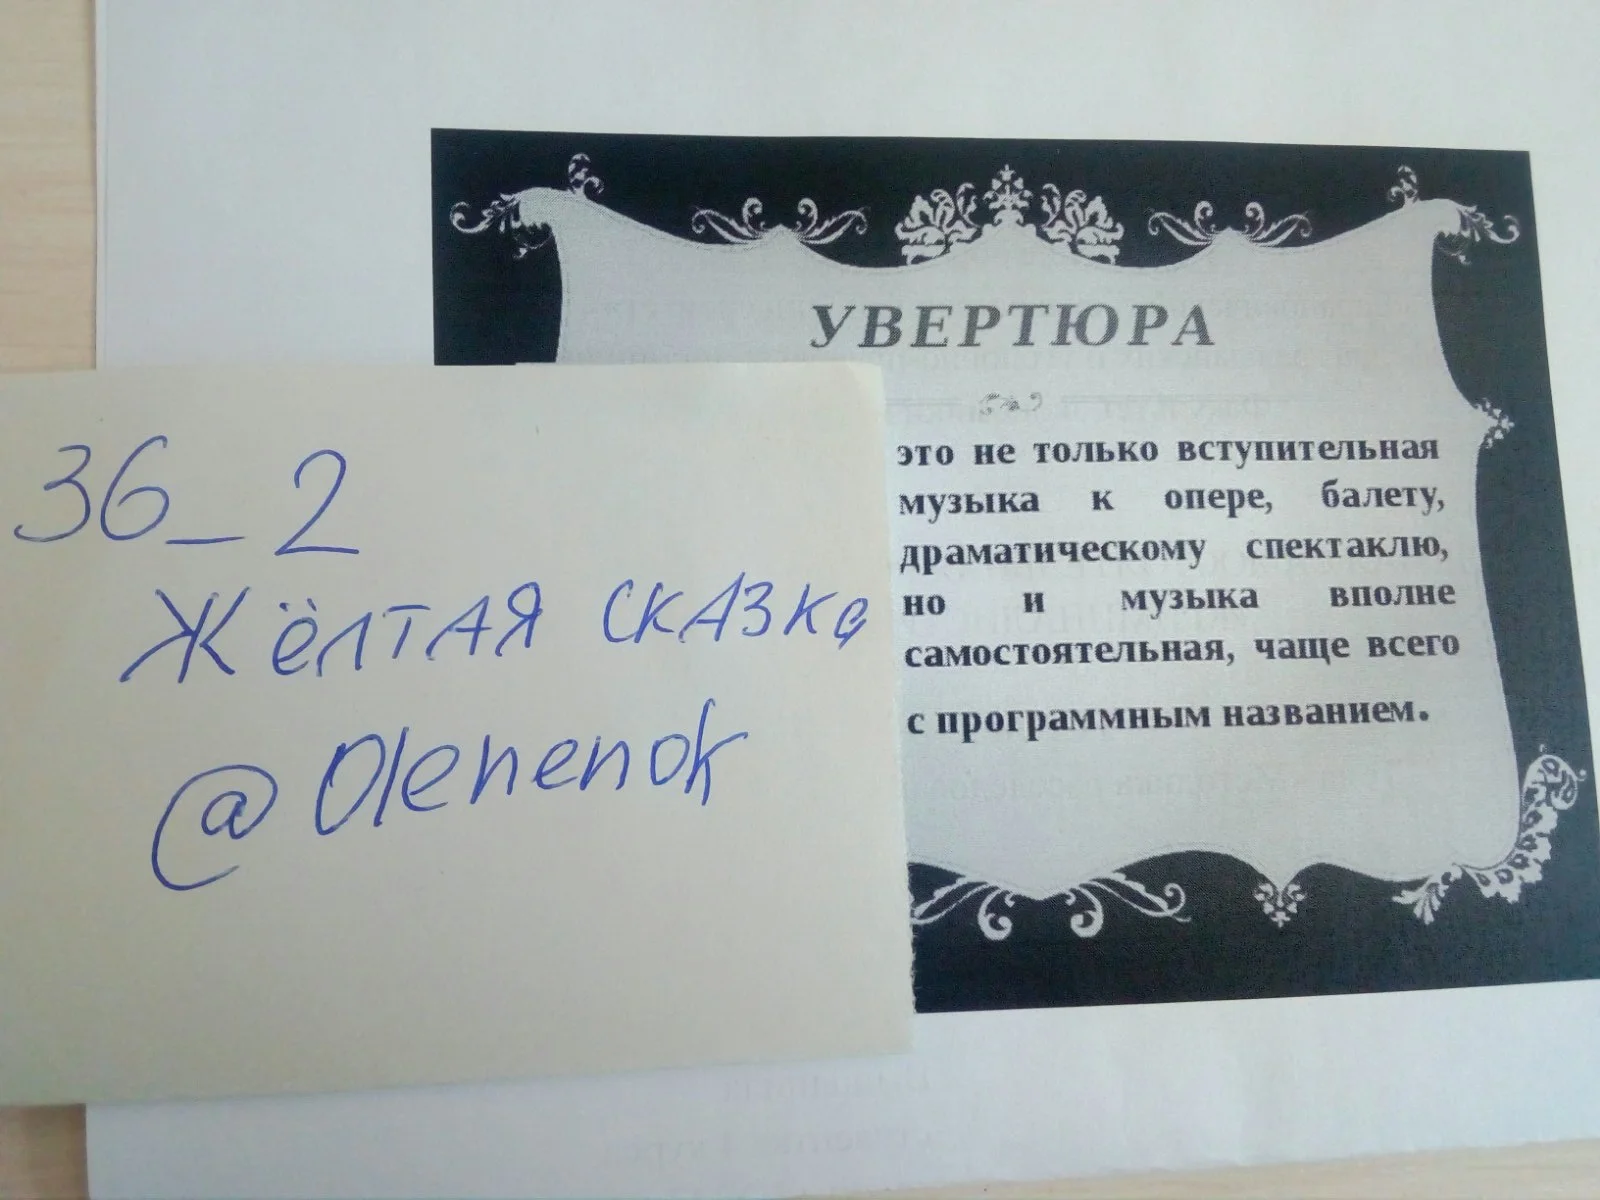 УВЕРТЮРА
это не только вступительная
музыка к опере, балету,
драматическому спектаклю,
но и музыка вполне
самостоятельная, чаще всего
с программным названием.
36_2
ЖЁЛТАЯ СКАЗКА
@Olenenok